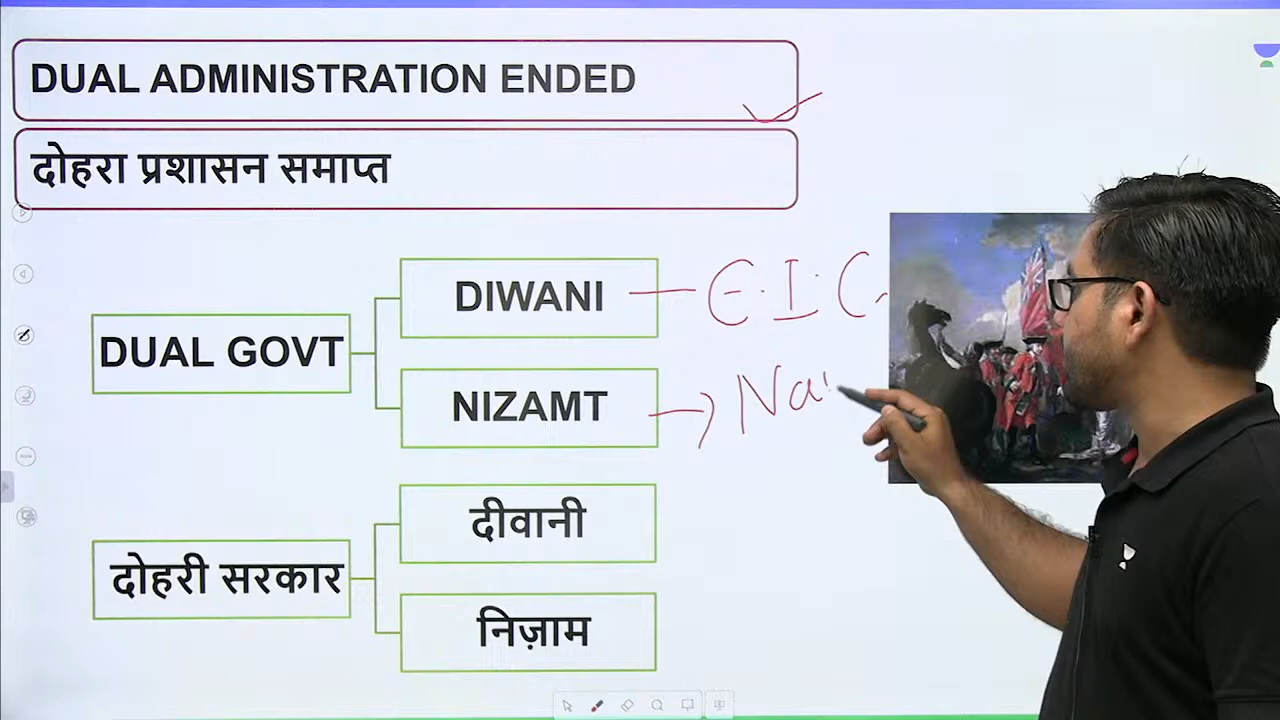 DUAL ADMINISTRATION ENDED
दोहरा प्रशासन समाप्त
DUAL GOVT
DIWANI
E.I.C.
NIZAMT
Na
दोहरी सरकार
दीवानी
निज़ाम